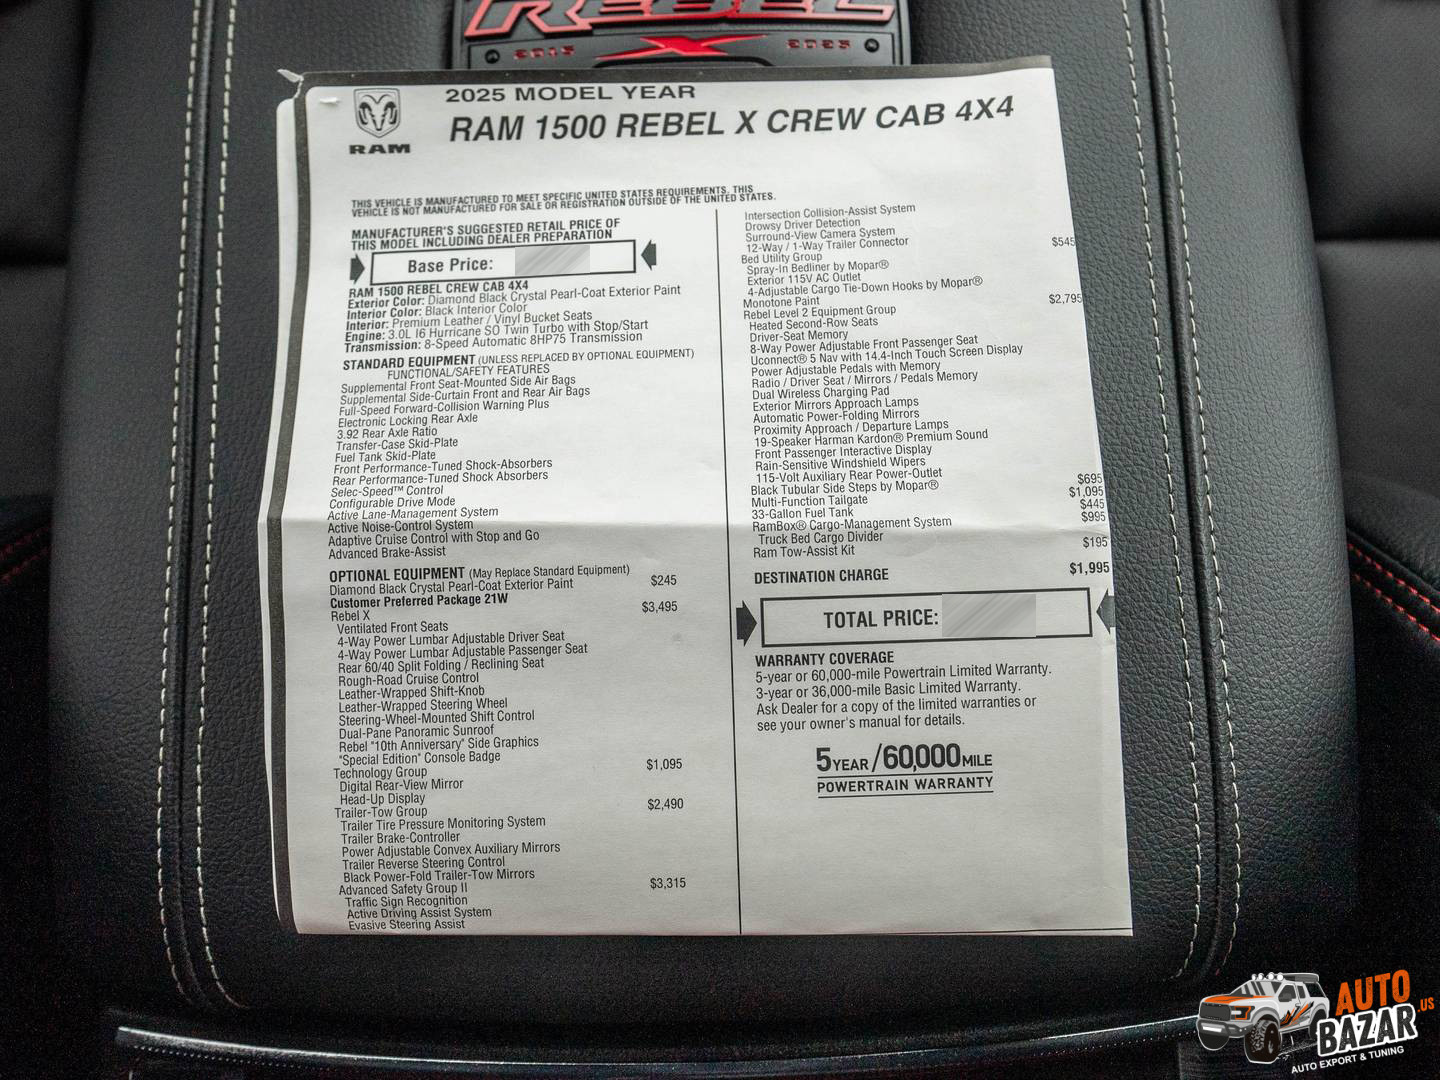 REBEL
2015 X 2025
2025 MODEL YEAR
RAM 1500 REBEL X CREW CAB 4X4
RAM
THIS VEHICLE IS MANUFACTURED TO MEET SPECIFIC UNITED STATES REQUIREMENTS. THIS
VEHICLE IS NOT MANUFACTURED FOR SALE OR REGISTRATION OUTSIDE OF THE UNITED STATES.
MANUFACTURER'S SUGGESTED RETAIL PRICE OF
THIS MODEL INCLUDING DEALER PREPARATION
Base Price:
RAM 1500 REBEL CREW CAB 4X4
Exterior Color: Diamond Black Crystal Pearl-Coat Exterior Paint
Interior Color: Black Interior Color
Interior: Premium Leather / Vinyl Bucket Seats
Engine: 3.0L I6 Hurricane SO Twin Turbo with Stop/Start
Transmission: 8-Speed Automatic 8HP75 Transmission
STANDARD EQUIPMENT (UNLESS REPLACED BY OPTIONAL EQUIPMENT)
FUNCTIONAL/SAFETY FEATURES
Supplemental Front Seat-Mounted Side Air Bags
Supplemental Side-Curtain Front and Rear Air Bags
Full-Speed Forward-Collision Warning Plus
Electronic Locking Rear Axle
3.92 Rear Axle Ratio
Transfer-Case Skid-Plate
Fuel Tank Skid-Plate
Front Performance-Tuned Shock-Absorbers
Rear Performance-Tuned Shock Absorbers
Selec-Speed™ Control
Configurable Drive Mode
Active Lane-Management System
Active Noise-Control System
Adaptive Cruise Control with Stop and Go
Advanced Brake-Assist
OPTIONAL EQUIPMENT (May Replace Standard Equipment)
Diamond Black Crystal Pearl-Coat Exterior Paint $245
Customer Preferred Package 21W
Rebel X $3,495
Ventilated Front Seats
4-Way Power Lumbar Adjustable Driver Seat
4-Way Power Lumbar Adjustable Passenger Seat
Rear 60/40 Split Folding / Reclining Seat
Rough-Road Cruise Control
Leather-Wrapped Shift-Knob
Leather-Wrapped Steering Wheel
Steering-Wheel-Mounted Shift Control
Dual-Pane Panoramic Sunroof
Rebel "10th Anniversary" Side Graphics
"Special Edition" Console Badge
Technology Group $1,095
Digital Rear-View Mirror
Head-Up Display
Trailer-Tow Group $2,490
Trailer Tire Pressure Monitoring System
Trailer Brake-Controller
Power Adjustable Convex Auxiliary Mirrors
Trailer Reverse Steering Control
Black Power-Fold Trailer-Tow Mirrors
Advanced Safety Group II $3,315
Traffic Sign Recognition
Active Driving Assist System
Evasive Steering Assist
Intersection Collision-Assist System
Drowsy Driver Detection
Surround-View Camera System
12-Way / 1-Way Trailer Connector
Bed Utility Group $545
Spray-In Bedliner by Mopar®
Exterior 115V AC Outlet
4-Adjustable Cargo Tie-Down Hooks by Mopar®
Monotone Paint
Rebel Level 2 Equipment Group $2,795
Heated Second-Row Seats
Driver-Seat Memory
8-Way Power Adjustable Front Passenger Seat
Uconnect® 5 Nav with 14.4-Inch Touch Screen Display
Power Adjustable Pedals with Memory
Radio / Driver Seat / Mirrors / Pedals Memory
Dual Wireless Charging Pad
Exterior Mirrors Approach Lamps
Automatic Power-Folding Mirrors
Proximity Approach / Departure Lamps
19-Speaker Harman Kardon® Premium Sound
Front Passenger Interactive Display
Rain-Sensitive Windshield Wipers
115-Volt Auxiliary Rear Power-Outlet
Black Tubular Side Steps by Mopar® $695
Multi-Function Tailgate $1,095
33-Gallon Fuel Tank $445
RamBox® Cargo-Management System $995
Truck Bed Cargo Divider
Ram Tow-Assist Kit $195
DESTINATION CHARGE $1,995
TOTAL PRICE:
WARRANTY COVERAGE
5-year or 60,000-mile Powertrain Limited Warranty.
3-year or 36,000-mile Basic Limited Warranty.
Ask Dealer for a copy of the limited warranties or
see your owner's manual for details.
5 YEAR / 60,000 MILE
POWERTRAIN WARRANTY
AUTO
BAZAR .US
AUTO EXPORT & TUNING